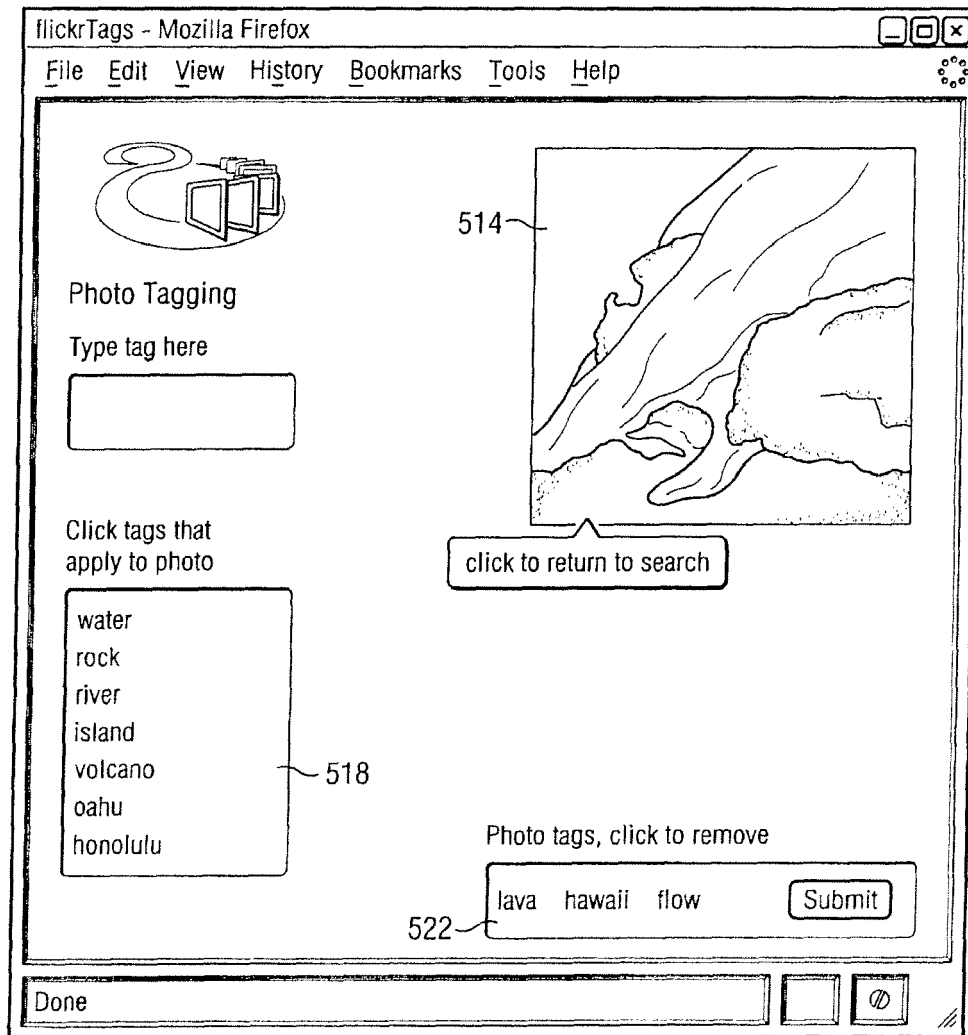 flickrTags - Mozilla Firefox
File Edit View History Bookmarks Tools Help
514
Photo Tagging
Type tag here
Click tags that
apply to photo
click to return to search
water
rock
river
island
volcano
518
oahu
honolulu
Photo tags, click to remove
lava hawaii flow Submit
522
Done